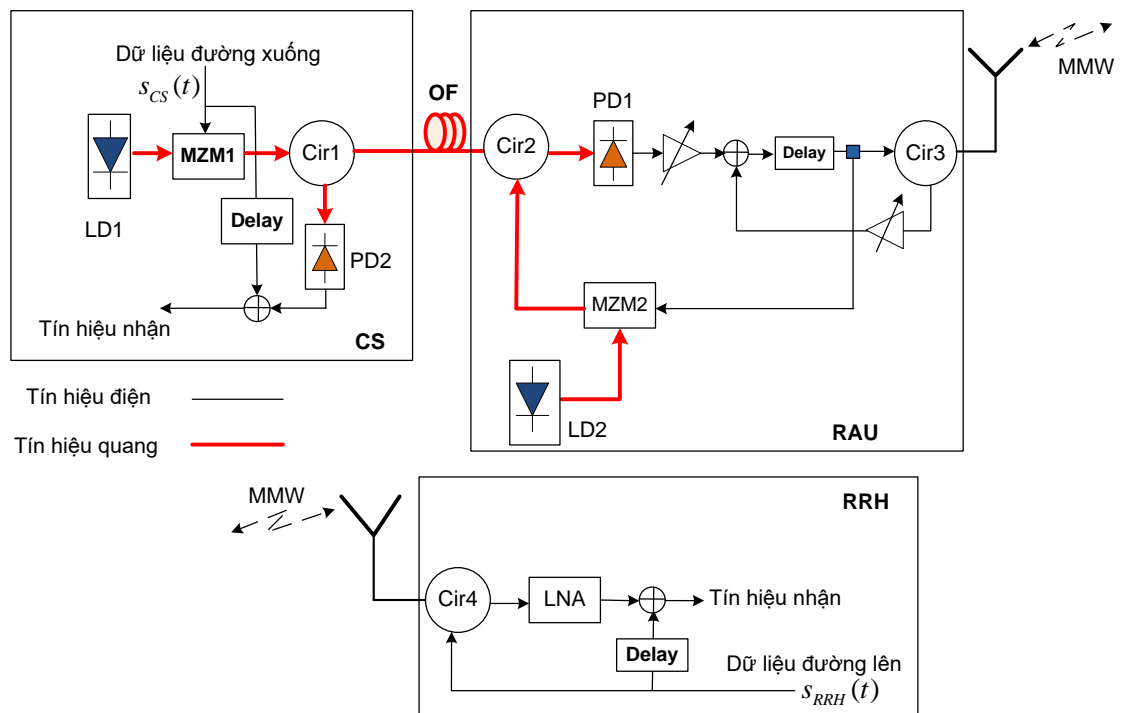 Dữ liệu đường xuống
s_CS(t)
LD1
MZM1
Cir1
Delay
PD2
Tín hiệu nhận
CS
OF
Cir2
PD1
Delay
Cir3
MMW
MZM2
LD2
RAU
Tín hiệu điện
Tín hiệu quang
MMW
RRH
Cir4
LNA
Tín hiệu nhận
Delay
Dữ liệu đường lên
s_RRH(t)